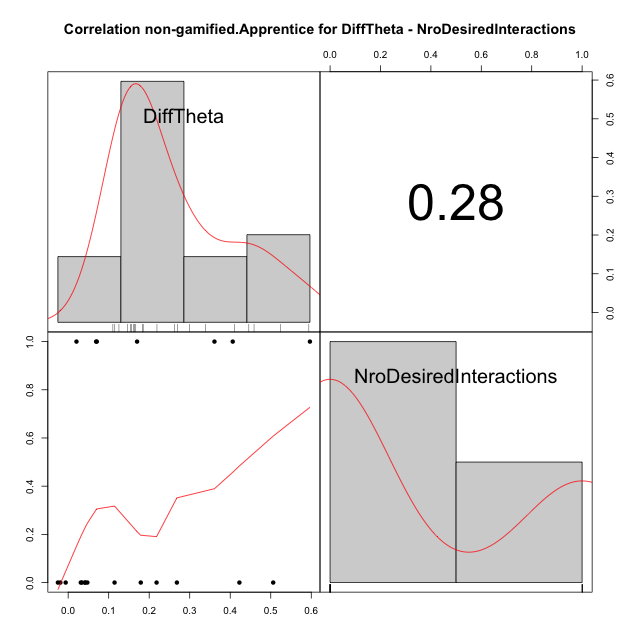 Correlation non-gamified.Apprentice for DiffTheta - NroDesiredInteractions
0.0 0.2 0.4 0.6 0.8 1.0
DiffTheta
0.28
0.6
0.5
0.4
0.3
0.2
0.1
0.0
1.0
0.8
0.6
0.4
0.2
0.0
NroDesiredInteractions
0.0 0.1 0.2 0.3 0.4 0.5 0.6